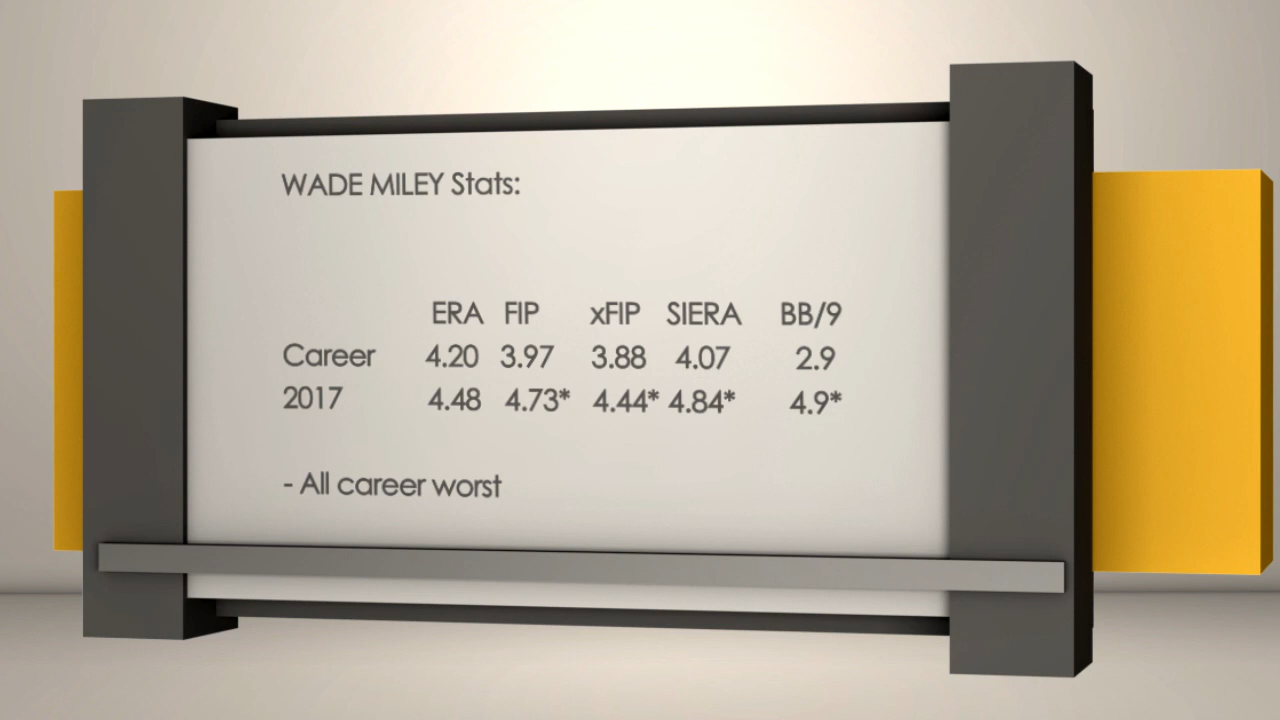 WADE MILEY Stats:
ERA FIP xFIP SIERA BB/9
Career 4.20 3.97 3.88 4.07 2.9
2017 4.48 4.73* 4.44* 4.84* 4.9*
- All career worst